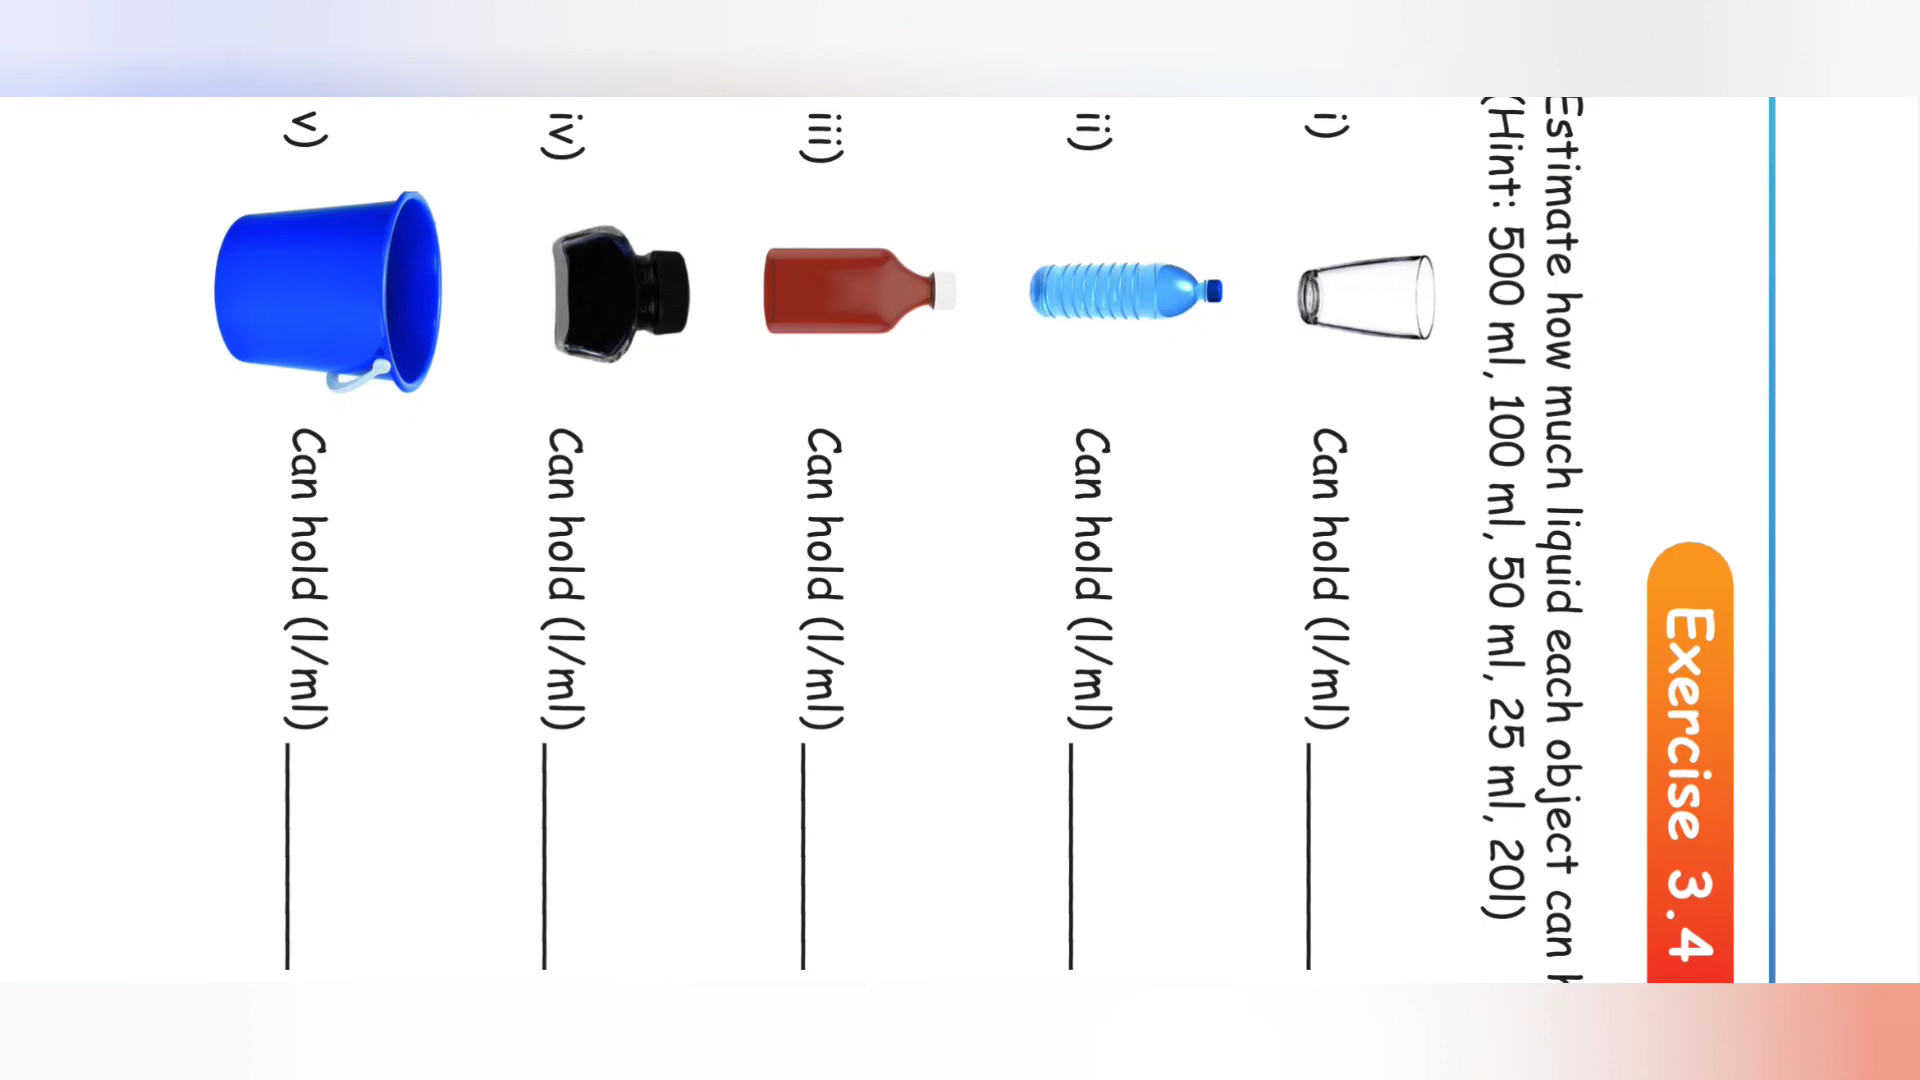 Exercise 3.4
Estimate how much liquid each object can
(Hint: 500 ml, 100 ml, 50 ml, 25 ml, 20l)
i) Can hold (l/ml)
ii) Can hold (l/ml)
iii) Can hold (l/ml)
iv) Can hold (l/ml)
v) Can hold (l/ml)